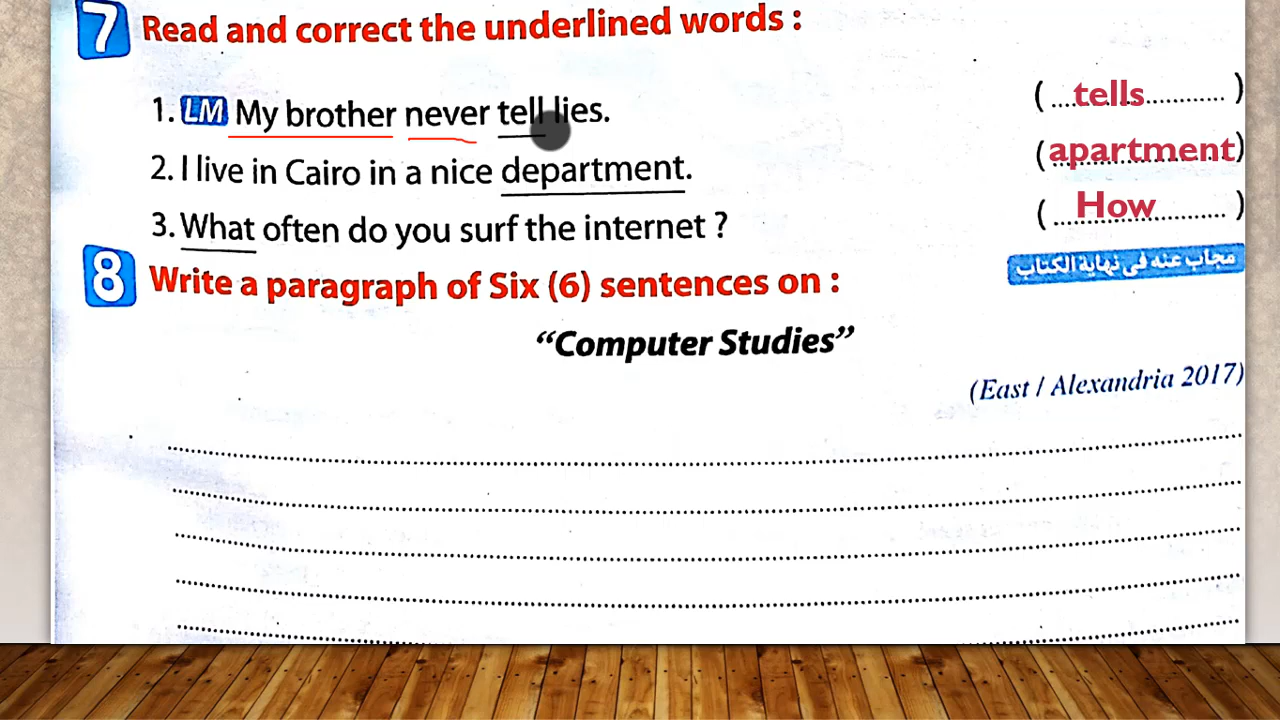 7 Read and correct the underlined words :
1. LM My brother never tell lies. ( tells )
2. I live in Cairo in a nice department. ( apartment )
3. What often do you surf the internet ? ( How )
مجاب عنه فى نهاية الكتاب
8 Write a paragraph of Six (6) sentences on :
“Computer Studies”
(East / Alexandria 2017)